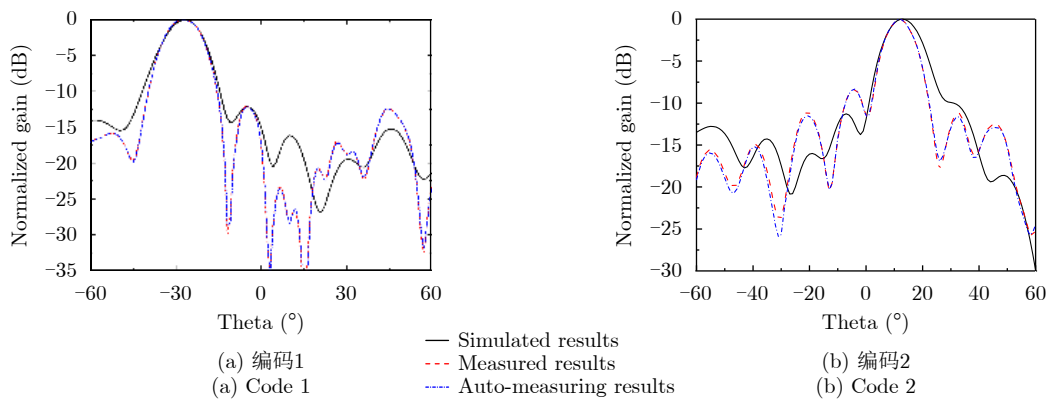 0
−5
−10
−15
−20
−25
−30
−35
Normalized gain (dB)
−60
−30
0
30
60
Theta (°)
(a) 编码1
(a) Code 1
0
−5
−10
−15
−20
−25
−30
Normalized gain (dB)
−60
−40
−20
0
20
40
60
Theta (°)
(b) 编码2
(b) Code 2
Simulated results
Measured results
Auto-measuring results